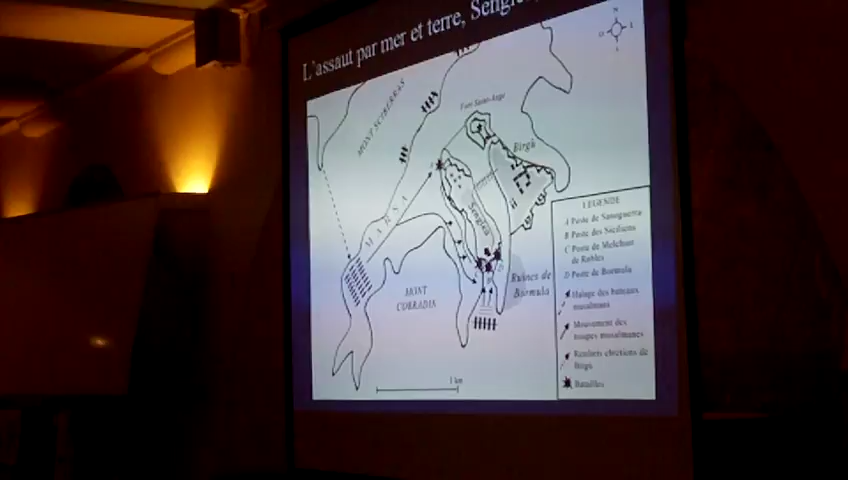 L'assaut par mer et terre, Senglea,
N
E
O
MONT SCIBERRAS
Fort Saint-Ange
Birgù
MARSA
Senglea
MONT
CORRADIN
Ruines de
Bormula
1 km
LEGENDE
A Poste de Sanoguerra
B Poste des Siciliens
C Poste de Melchior
de Robles
D Poste de Bormula
Halage des bateaux
musulmans
Mouvement des
troupes musulmanes
Renforts chrétiens de
Birgù
Batailles